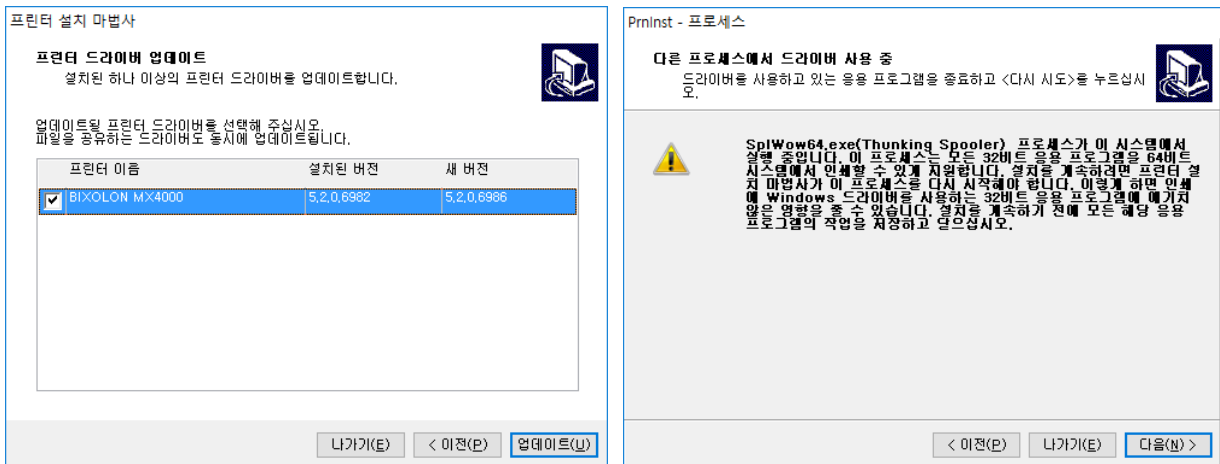 프린터 설치 마법사
프린터 드라이버 업데이트
설치된 하나 이상의 프린터 드라이버를 업데이트합니다.
업데이트될 프린터 드라이버를 선택해 주십시오.
파일을 공유하는 드라이버도 동시에 업데이트됩니다.
프린터 이름 설치된 버전 새 버전
BIXOLON MX4000 5,2,0,6982 5,2,0,6986
나가기(E) < 이전(P) 업데이트(U)
PrnInst - 프로세스
다른 프로세스에서 드라이버 사용 중
드라이버를 사용하고 있는 응용 프로그램을 종료하고 <다시 시도>를 누르십시
오.
SplWow64.exe(Thunking Spooler) 프로세스가 이 시스템에서
실행 중입니다. 이 프로세스는 모든 32비트 응용 프로그램을 64비트
시스템에서 인쇄할 수 있게 지원합니다. 설치를 계속하려면 프린터 설
치 마법사가 이 프로세스를 다시 시작해야 합니다. 이렇게 하면 인쇄
에 Windows 드라이버를 사용하는 32비트 응용 프로그램에 예기치
않은 영향을 줄 수 있습니다. 설치를 계속하기 전에 모든 해당 응용
프로그램의 작업을 저장하고 닫으십시오.
< 이전(P) 나가기(E) 다음(N) >